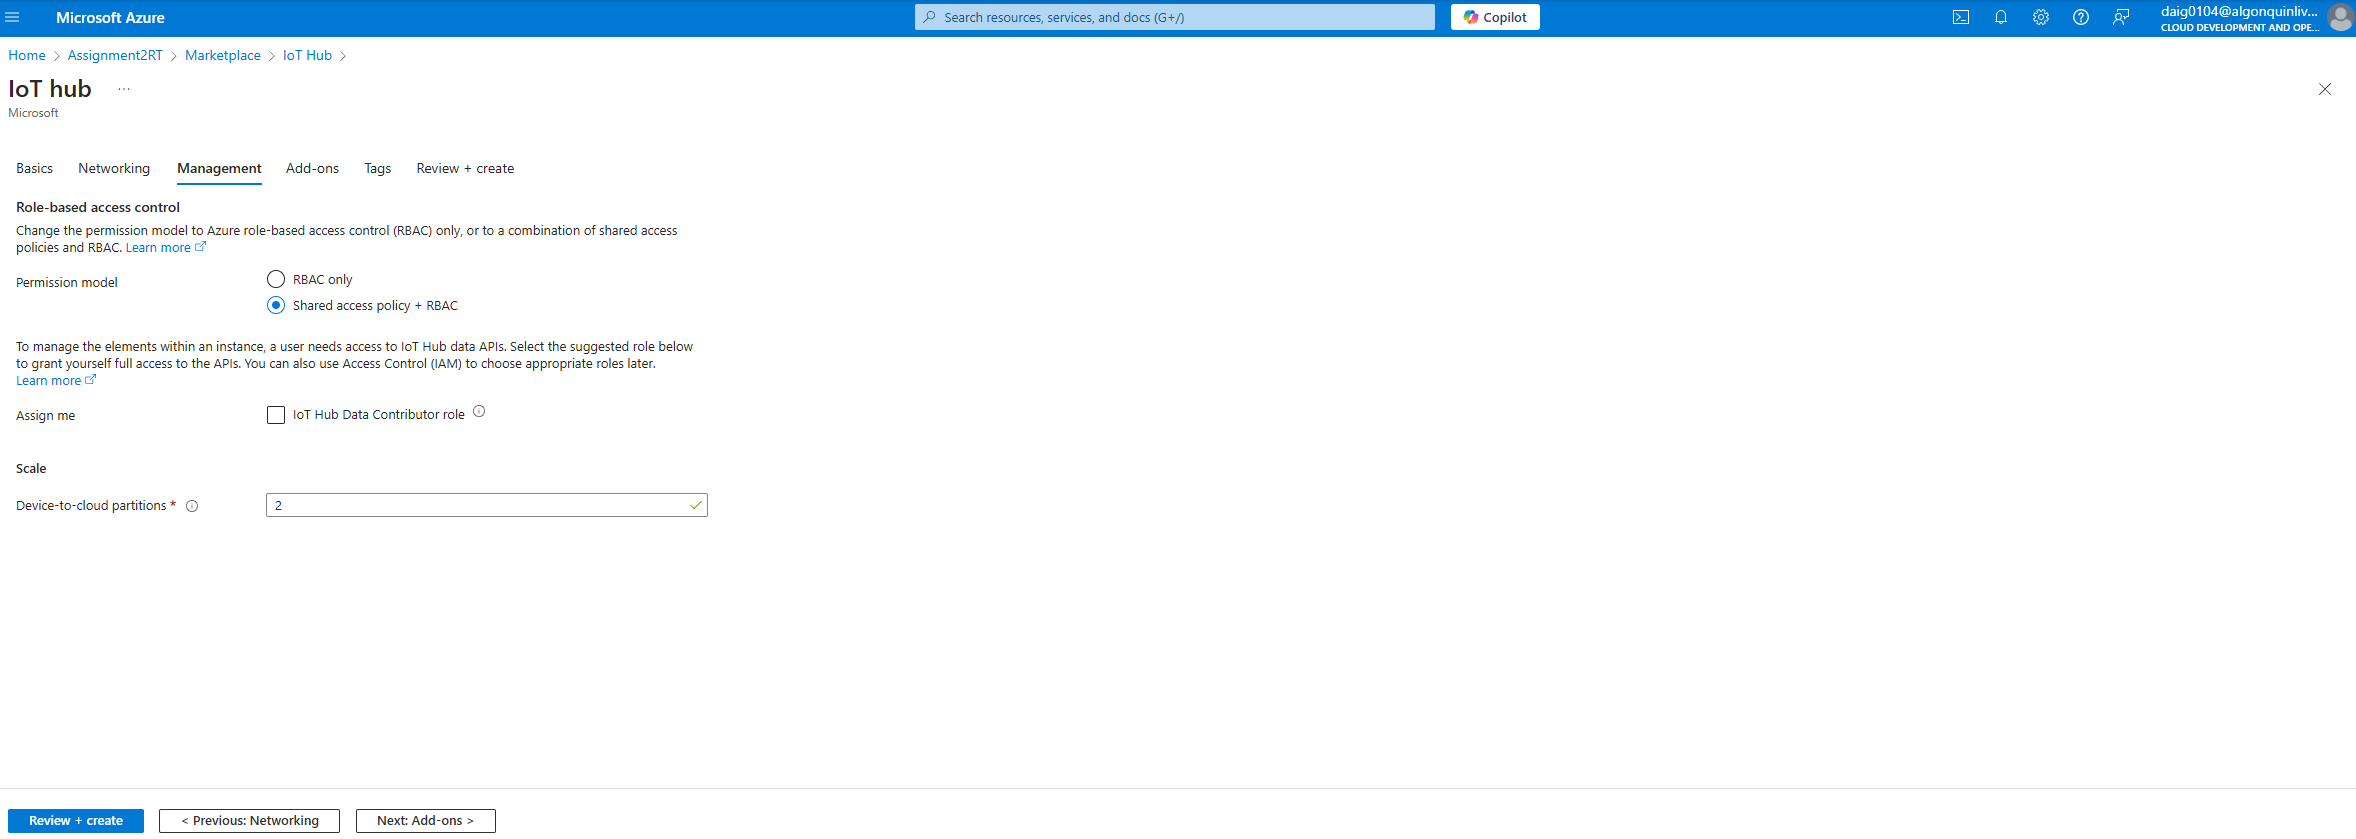 Microsoft Azure
Search resources, services, and docs (G+/)
Copilot
daig0104@algonquinliv...
CLOUD DEVELOPMENT AND OPE...
Home > Assignment2RT > Marketplace > IoT Hub >
IoT hub ...
Microsoft
Basics Networking Management Add-ons Tags Review + create
Role-based access control
Change the permission model to Azure role-based access control (RBAC) only, or to a combination of shared access
policies and RBAC. Learn more
Permission model
RBAC only
Shared access policy + RBAC
To manage the elements within an instance, a user needs access to IoT Hub data APIs. Select the suggested role below
to grant yourself full access to the APIs. You can also use Access Control (IAM) to choose appropriate roles later.
Learn more
Assign me
IoT Hub Data Contributor role
Scale
Device-to-cloud partitions *
2
Review + create
< Previous: Networking
Next: Add-ons >